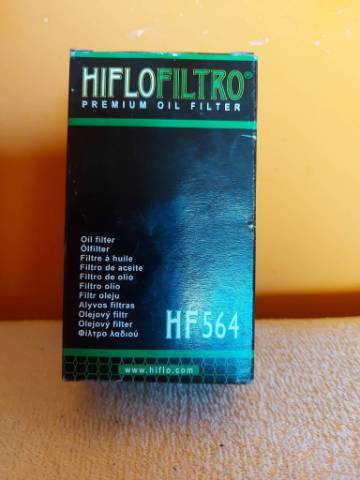 HIFLOFILTRO®
PREMIUM OIL FILTER
Oil filter
Ölfilter
Filtre à huile
Filtro de aceite
Filtro de olio
Filtro olio
Filtr oleju
Alyvos filtras
Olejový filtr
Olejový filter
Φίλτρο λαδιού
HF564
www.hiflo.com